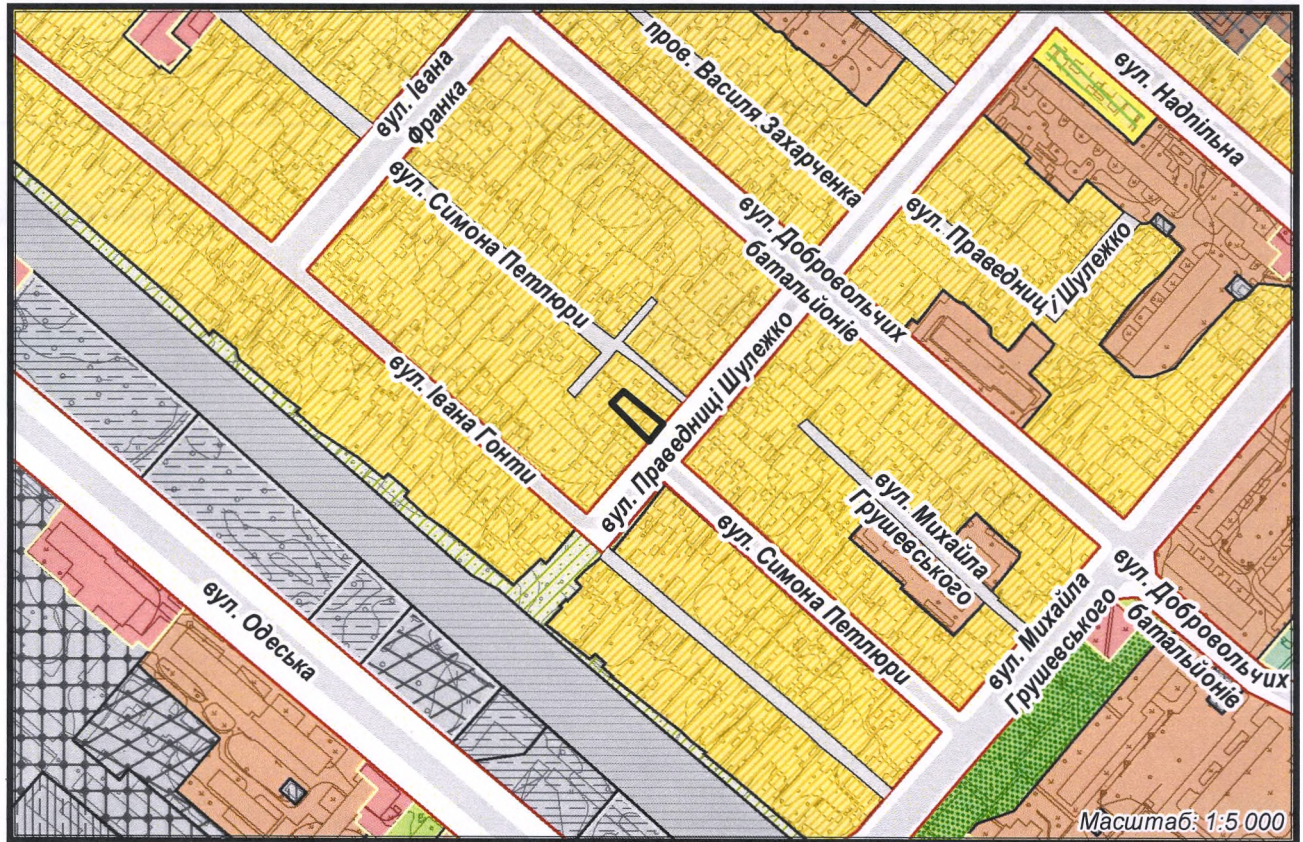 вул. Івана
Франка
пров. Василя Захарченка
вул. Надпільна
вул. Симона Петлюри
вул. Добровольчих
батальйонів
вул. Праведниц
і Шулежко
вул. Івана Гонти
вул. Праведниці Шулежко
вул. Михайла
Грушевського
вул. Симона Петлюри
вул. Одеська
вул. Михайла
Грушевського
вул. Добровольчих
батальйонів
Масштаб: 1:5 000